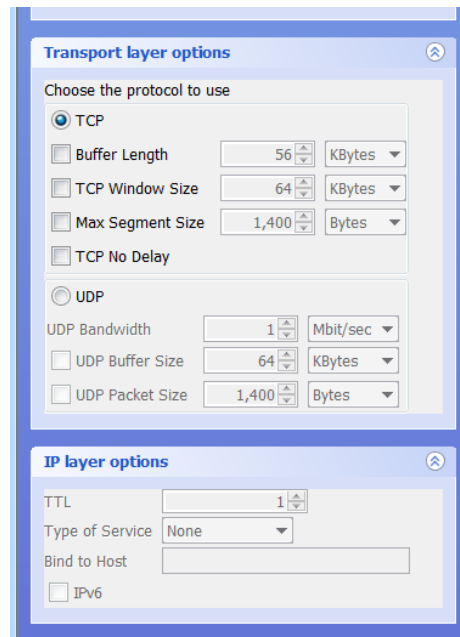 Transport layer options
Choose the protocol to use
TCP
Buffer Length 56 KBytes
TCP Window Size 64 KBytes
Max Segment Size 1,400 Bytes
TCP No Delay
UDP
UDP Bandwidth 1 Mbit/sec
UDP Buffer Size 64 KBytes
UDP Packet Size 1,400 Bytes
IP layer options
TTL 1
Type of Service None
Bind to Host
IPv6